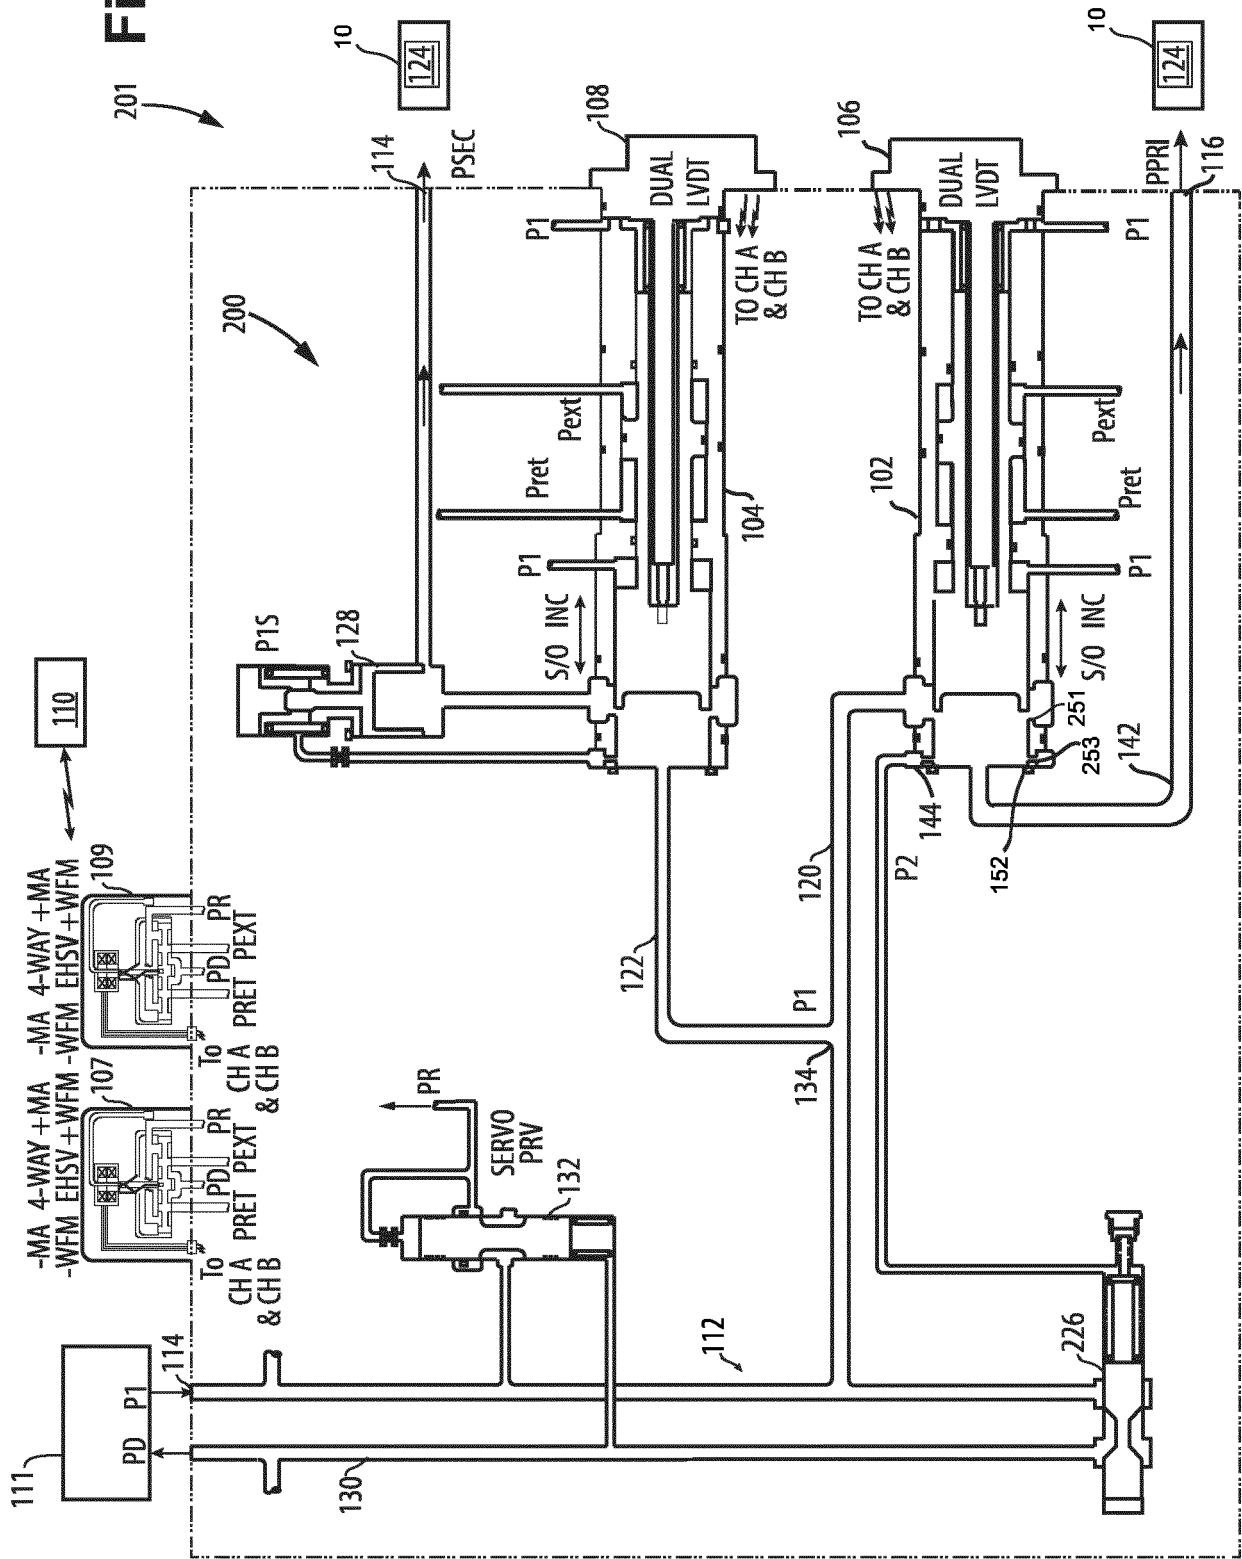 Fi
201
200
10
124
10
124
PSEC
114
108
DUAL
LVDT
106
DUAL
LVDT
PPRI
116
P1
TO CH A
& CH B
TO CH A
& CH B
P1
Pext
Pret
104
102
Pext
Pret
P1
P1
S/O INC
S/O INC
P1S
128
110
251
253
142
144
152
P2
120
122
P1
134
-MA 4-WAY +MA
-WFM EHSV +WFM
109
PR
PEXT
PD
PRET
To
CH A
& CH B
-MA 4-WAY +MA
-WFM EHSV +WFM
107
PR
PEXT
PD
PRET
To
CH A
& CH B
PR
SERVO
PRV
132
112
226
111
P1
PD
114
130